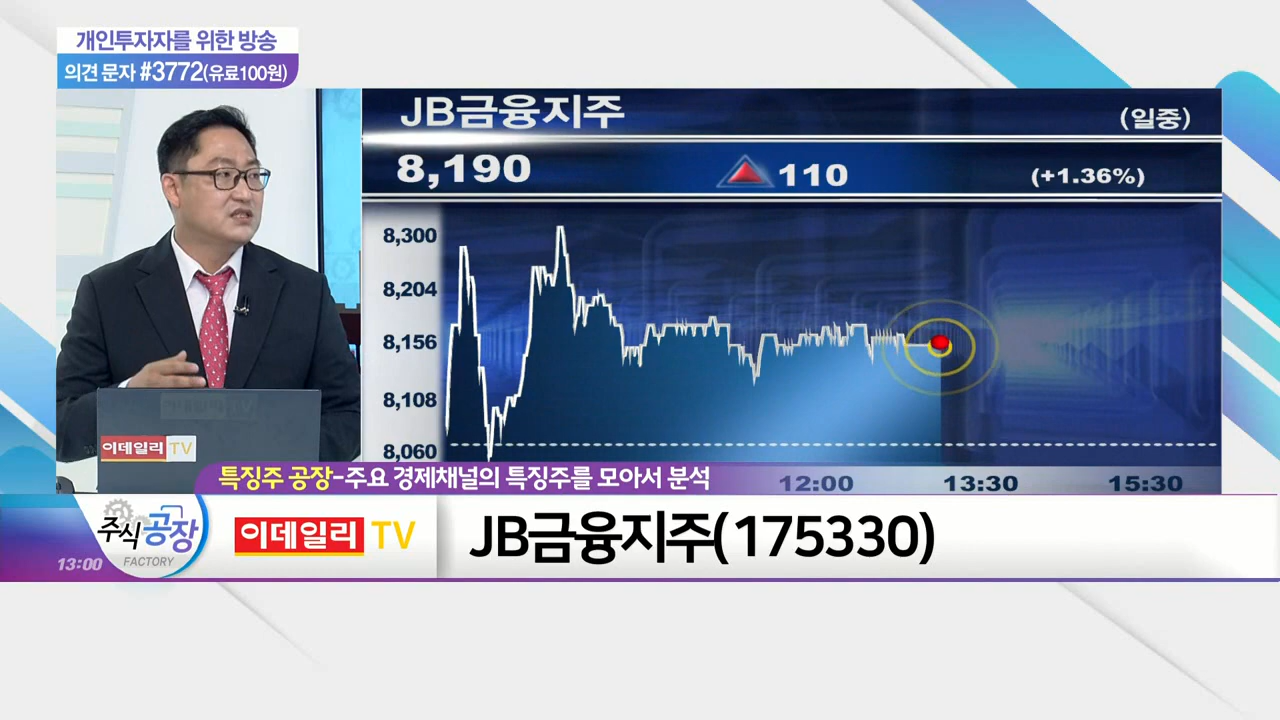 개인투자자를 위한 방송
의견 문자 #3772(유료100원)
JB금융지주
(일중)
8,190
110
(+1.36%)
8,300
8,204
8,156
8,108
8,060
12:00
13:30
15:30
이데일리 TV
특징주 공장-주요 경제채널의 특징주를 모아서 분석
주식공장
FACTORY
13:00
이데일리 TV
JB금융지주(175330)